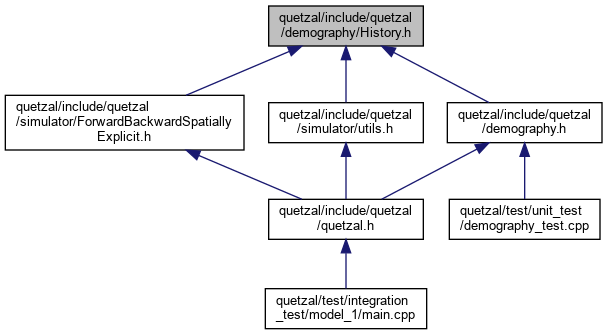 quetzal/include/quetzal
/demography/History.h
quetzal/include/quetzal
/simulator/ForwardBackwardSpatially
Explicit.h
quetzal/include/quetzal
/simulator/utils.h
quetzal/include/quetzal
/demography.h
quetzal/include/quetzal
/quetzal.h
quetzal/test/unit_test
/demography_test.cpp
quetzal/test/integration
_test/model_1/main.cpp